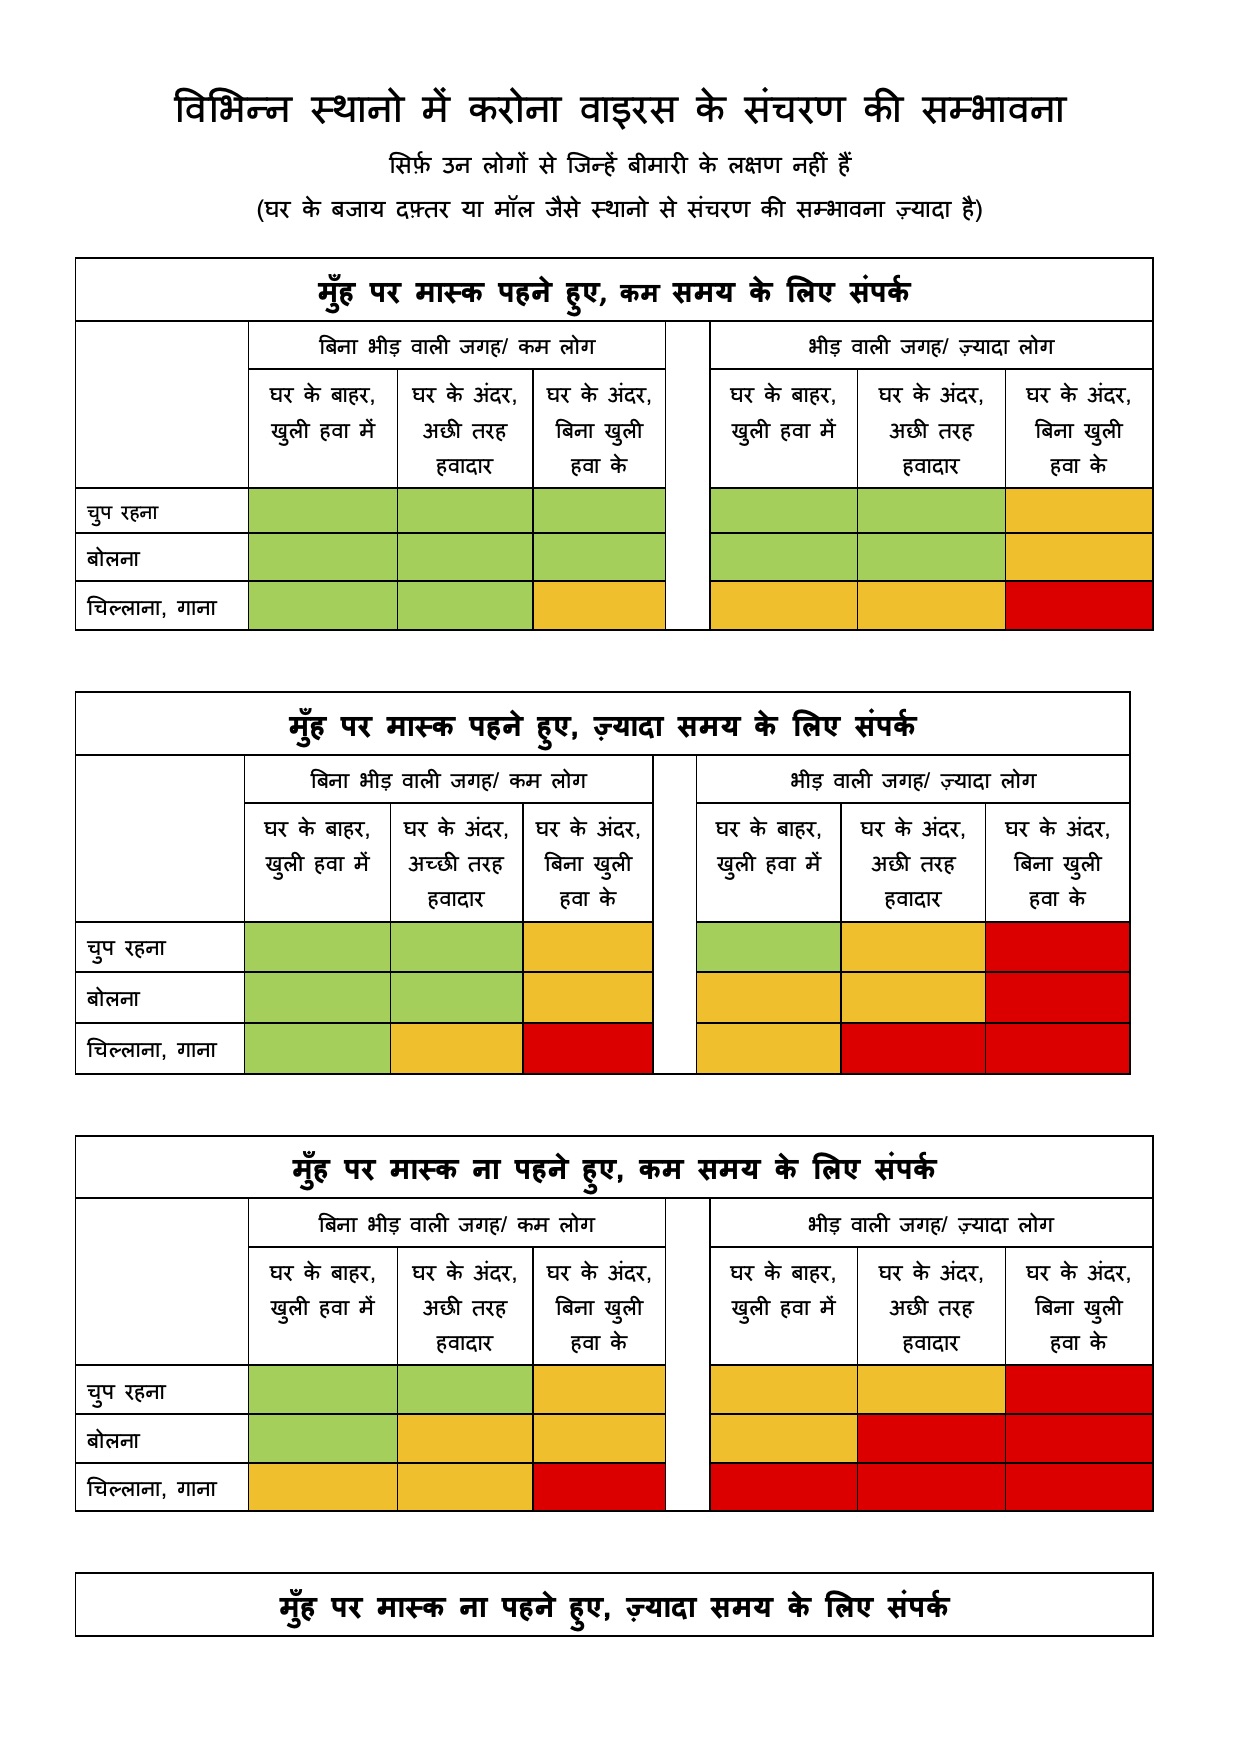 विभिन्न स्थानो में करोना वाइरस के संचरण की सम्भावना
सिर्फ़ उन लोगों से जिन्हें बीमारी के लक्षण नहीं हैं
(घर के बजाय दफ़्तर या मॉल जैसे स्थानो से संचरण की सम्भावना ज़्यादा है)
मुँह पर मास्क पहने हुए, कम समय के लिए संपर्क
बिना भीड़ वाली जगह/ कम लोग
भीड़ वाली जगह/ ज़्यादा लोग
घर के बाहर, घर के अंदर, घर के अंदर, घर के बाहर, घर के अंदर, घर के अंदर,
खुली हवा में अछी तरह बिना खुली खुली हवा में अछी तरह बिना खुली
हवादार हवा के हवादार हवा के
चुप रहना
बोलना
चिल्लाना, गाना
मुँह पर मास्क पहने हुए, ज़्यादा समय के लिए संपर्क
बिना भीड़ वाली जगह/ कम लोग
भीड़ वाली जगह/ ज़्यादा लोग
घर के बाहर, घर के अंदर, घर के अंदर, घर के बाहर, घर के अंदर, घर के अंदर,
खुली हवा में अच्छी तरह बिना खुली खुली हवा में अछी तरह बिना खुली
हवादार हवा के हवादार हवा के
चुप रहना
बोलना
चिल्लाना, गाना
मुँह पर मास्क ना पहने हुए, कम समय के लिए संपर्क
बिना भीड़ वाली जगह/ कम लोग
भीड़ वाली जगह/ ज़्यादा लोग
घर के बाहर, घर के अंदर, घर के अंदर, घर के बाहर, घर के अंदर, घर के अंदर,
खुली हवा में अछी तरह बिना खुली खुली हवा में अछी तरह बिना खुली
हवादार हवा के हवादार हवा के
चुप रहना
बोलना
चिल्लाना, गाना
मुँह पर मास्क ना पहने हुए, ज़्यादा समय के लिए संपर्क